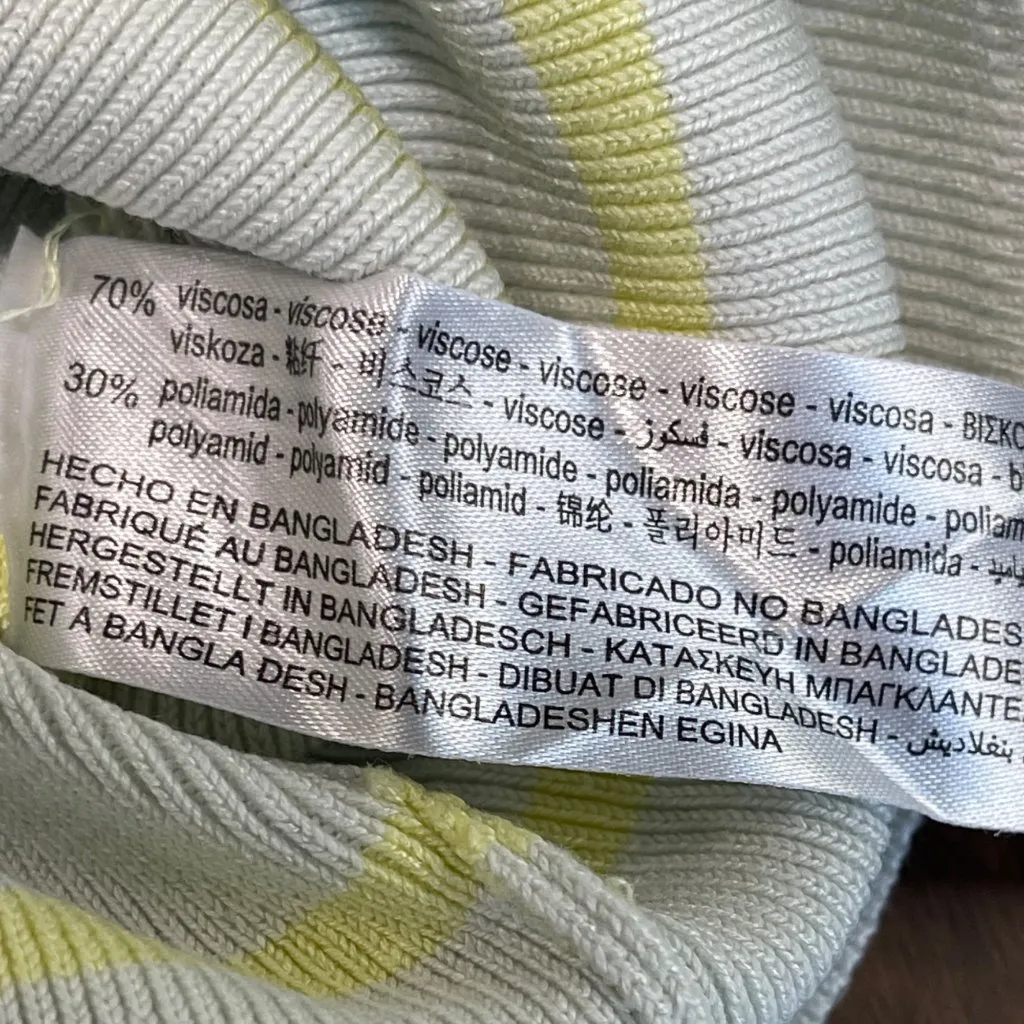 70% viscosa - víscosa - viscose - viscose - viscose - viscosa - ΒΙΣΚΟ
viskoza - 粘纤 - 비스코스 - viscose - فسكوز - viscosa - viscosa - b
30% poliamida - polyamide - polyamide - poliamida - polyamide - poliam
polyamid - polyamid - poliamid - 锦纶 - 폴리아미드 - poliamida -
HECHO EN BANGLADESH - FABRICADO NO BANGLADES
FABRIQUÉ AU BANGLADESH - GEFABRICEERD IN BANGLADE
HERGESTELLT IN BANGLADESCH - ΚΑΤΑΣΚΕΥΗ ΜΠΑΓΚΛΑΝΤΕ
FREMSTILLET I BANGLADESH - DIBUAT DI BANGLADESH - بنغلاديش
FET A BANGLA DESH - BANGLADESHEN EGINA